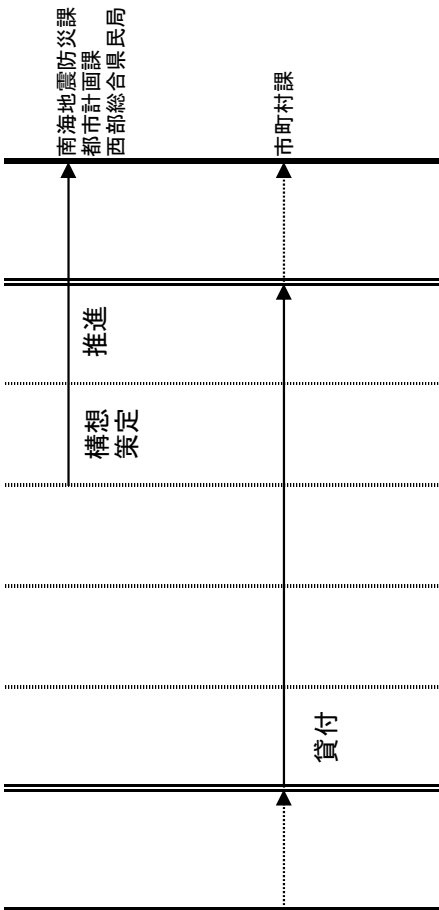 南海地震防災課
都市計画課
西部総合県民局
構想
策定
推進
市町村課
貸付